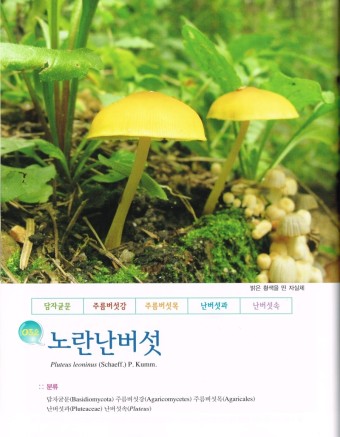 밝은 황색을 띤 자실체
담자균문 주름버섯강 주름버섯목 난버섯과 난버섯속
노란난버섯
Pluteus leoninus (Schaeff.) P. Kumm.
:: 분류
담자균문(Basidiomycota) 주름버섯강(Agaricomycetes) 주름버섯목(Agaricales)
난버섯과(Pluteaceae) 난버섯속(Pluteus)